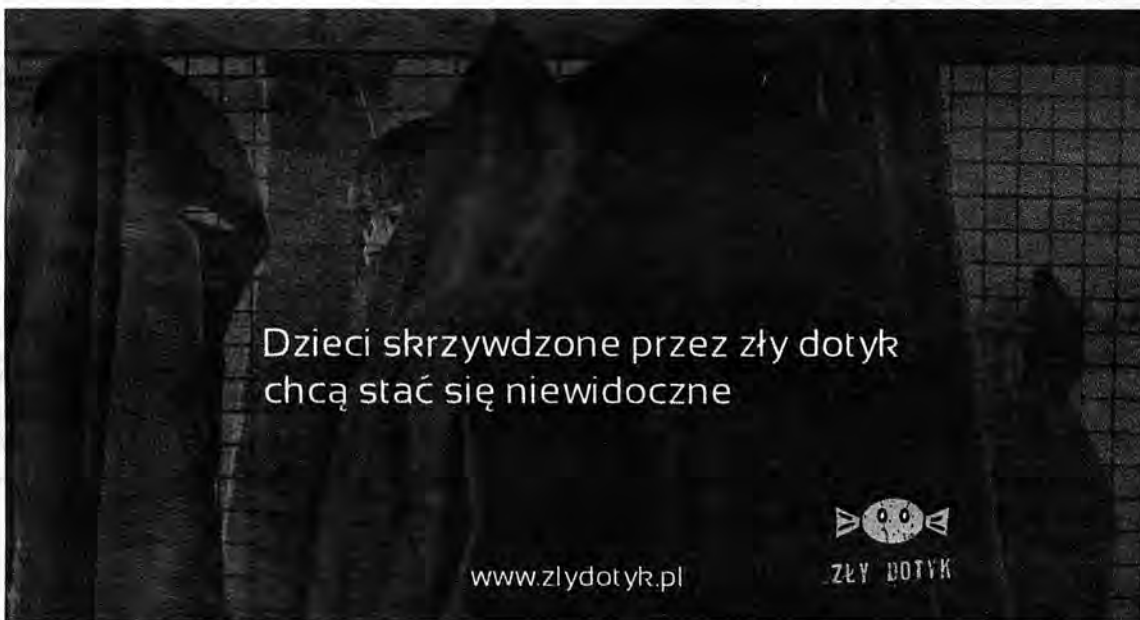 Dzieci skrzywdzone przez zły dotyk
chcą stać się niewidoczne
www.zlydotyk.pl
ZŁY DOTYK